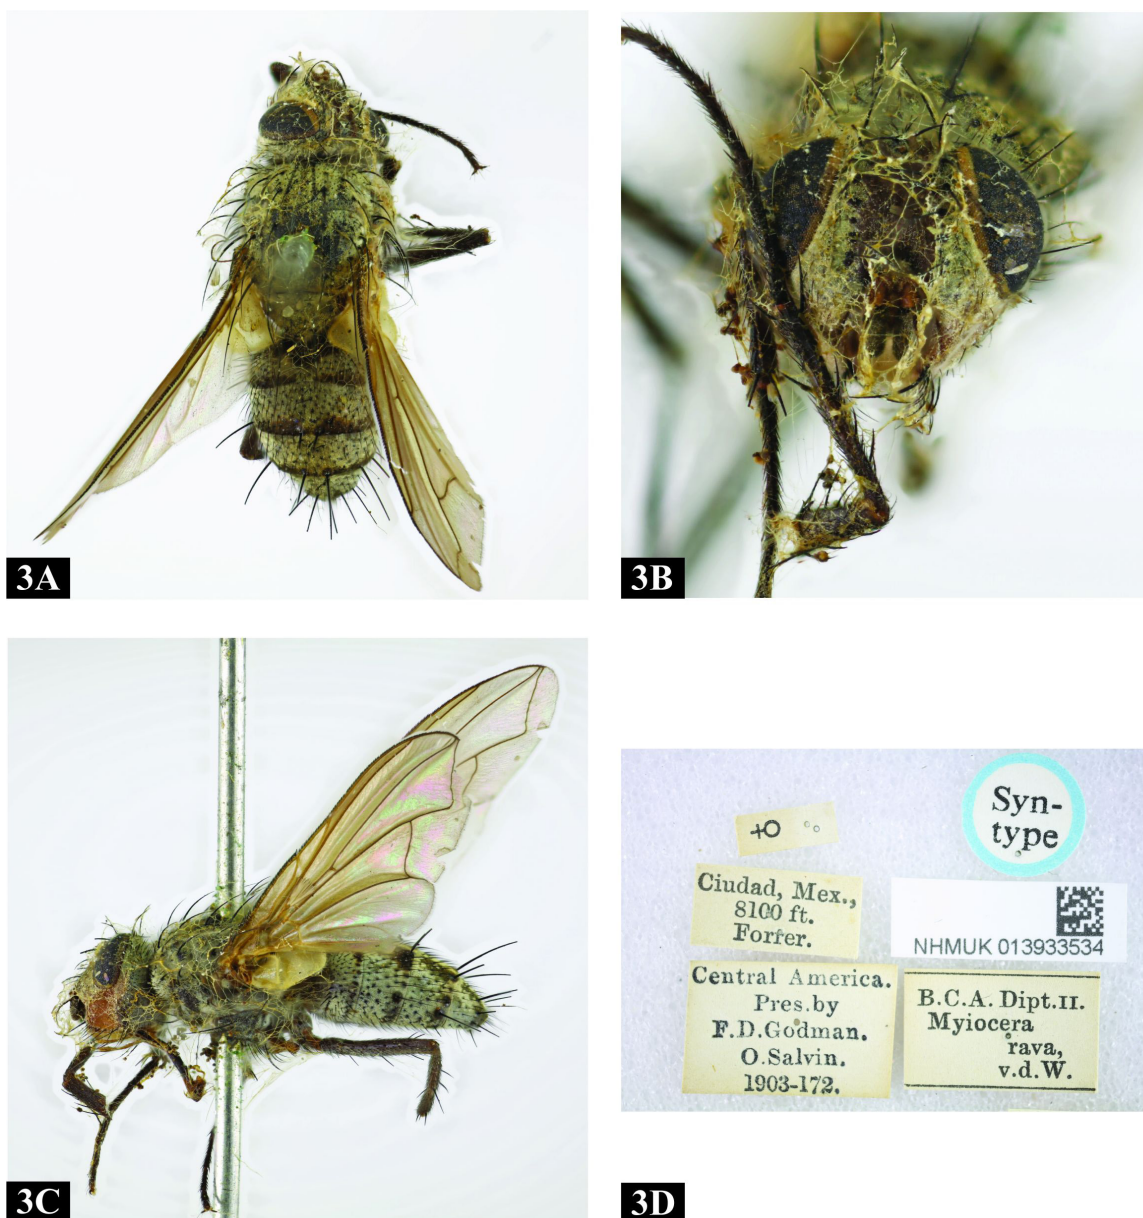 3A
3B
3C
♀
Syn-
type
Ciudad, Mex.,
8100 ft.
Forrer.
NHMUK 013933534
Central America.
Pres.by
F.D.Godman.
O.Salvin.
1903-172.
B.C.A. Dipt.II.
Myiocera
rava,
v.d.W.
3D